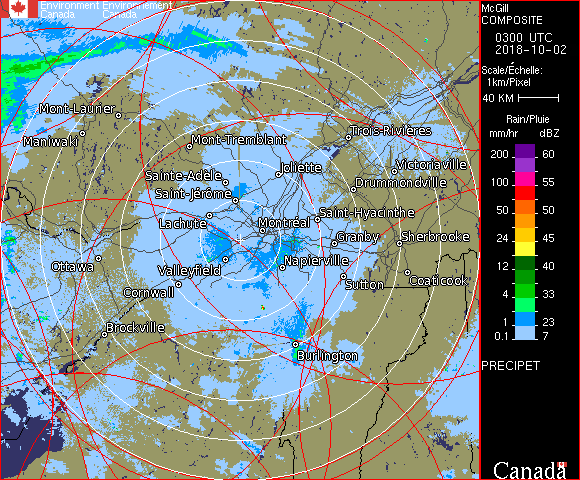 Environment Environnement
Canada Canada
McGill
COMPOSITE
0300 UTC
2018-10-02
Scale/Échelle:
1km/Pixel
40 KM
Rain/Pluie
mm/hr dBZ
200 60
100 55
50 50
24 45
12 40
4 33
1 23
0.1 7
PRECIPET
Canada
Mont-Laurier
Maniwaki
Mont-Tremblant
Trois-Rivières
Joliette
Victoriaville
Sainte-Adèle
Drummondville
Saint-Jérôme
Saint-Hyacinthe
Lachute
Montréal
Granby
Sherbrooke
Ottawa
Valleyfield
Napierville
Cornwall
Sutton
Coaticook
Brockville
Burlington